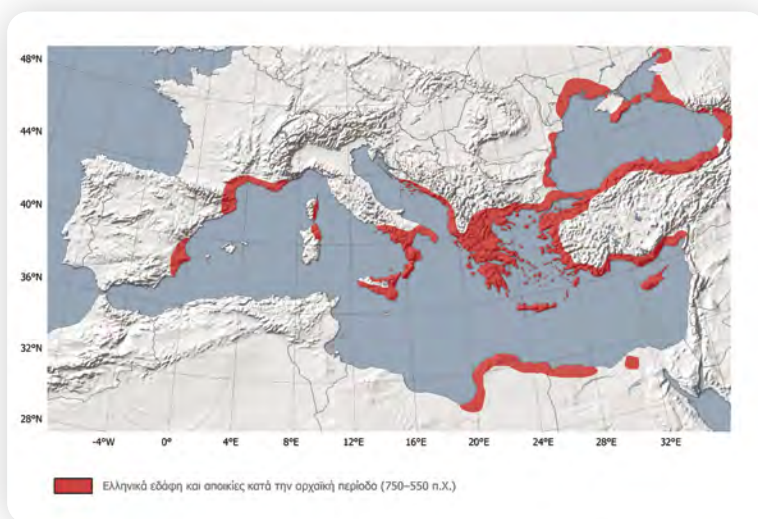 48°N
44°N
40°N
36°N
32°N
28°N
-4°W 0° 4°W 8°E 12°E 16°E 20°E 24°E 28°E 32°E
Ελληνικά εδάφη και αποικίες κατά την αρχαϊκή περίοδο (750–550 π.Χ.)